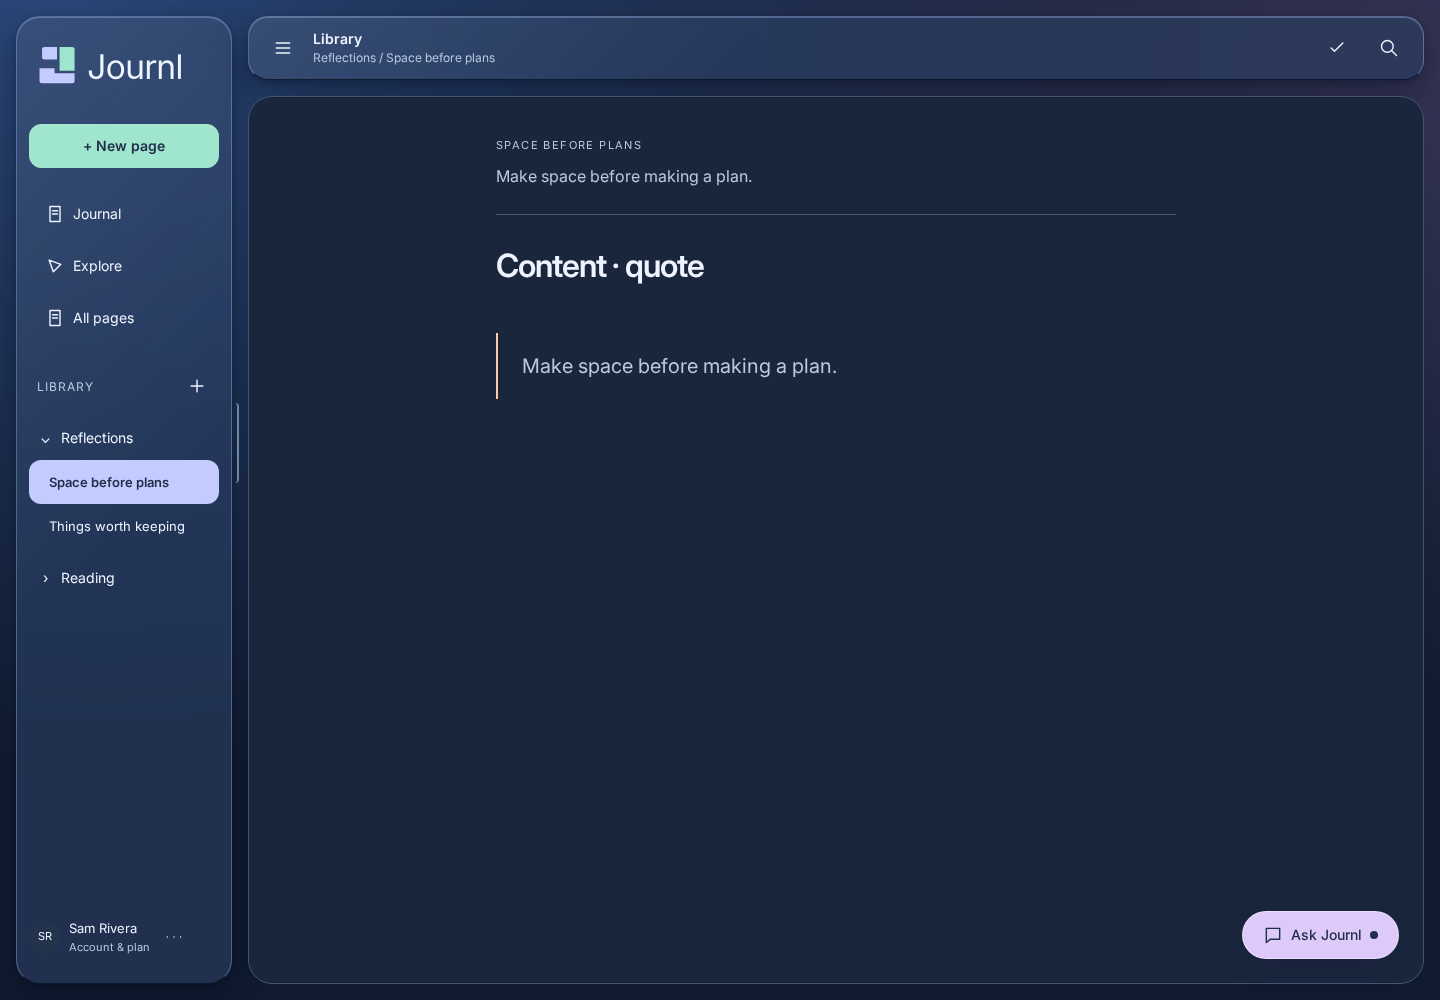 Journl
+ New page
Journal
Explore
All pages
LIBRARY
Reflections
Space before plans
Things worth keeping
Reading
SR
Sam Rivera
Account & plan
...
Library
Reflections / Space before plans
SPACE BEFORE PLANS
Make space before making a plan.
Content · quote
Make space before making a plan.
Ask Journl